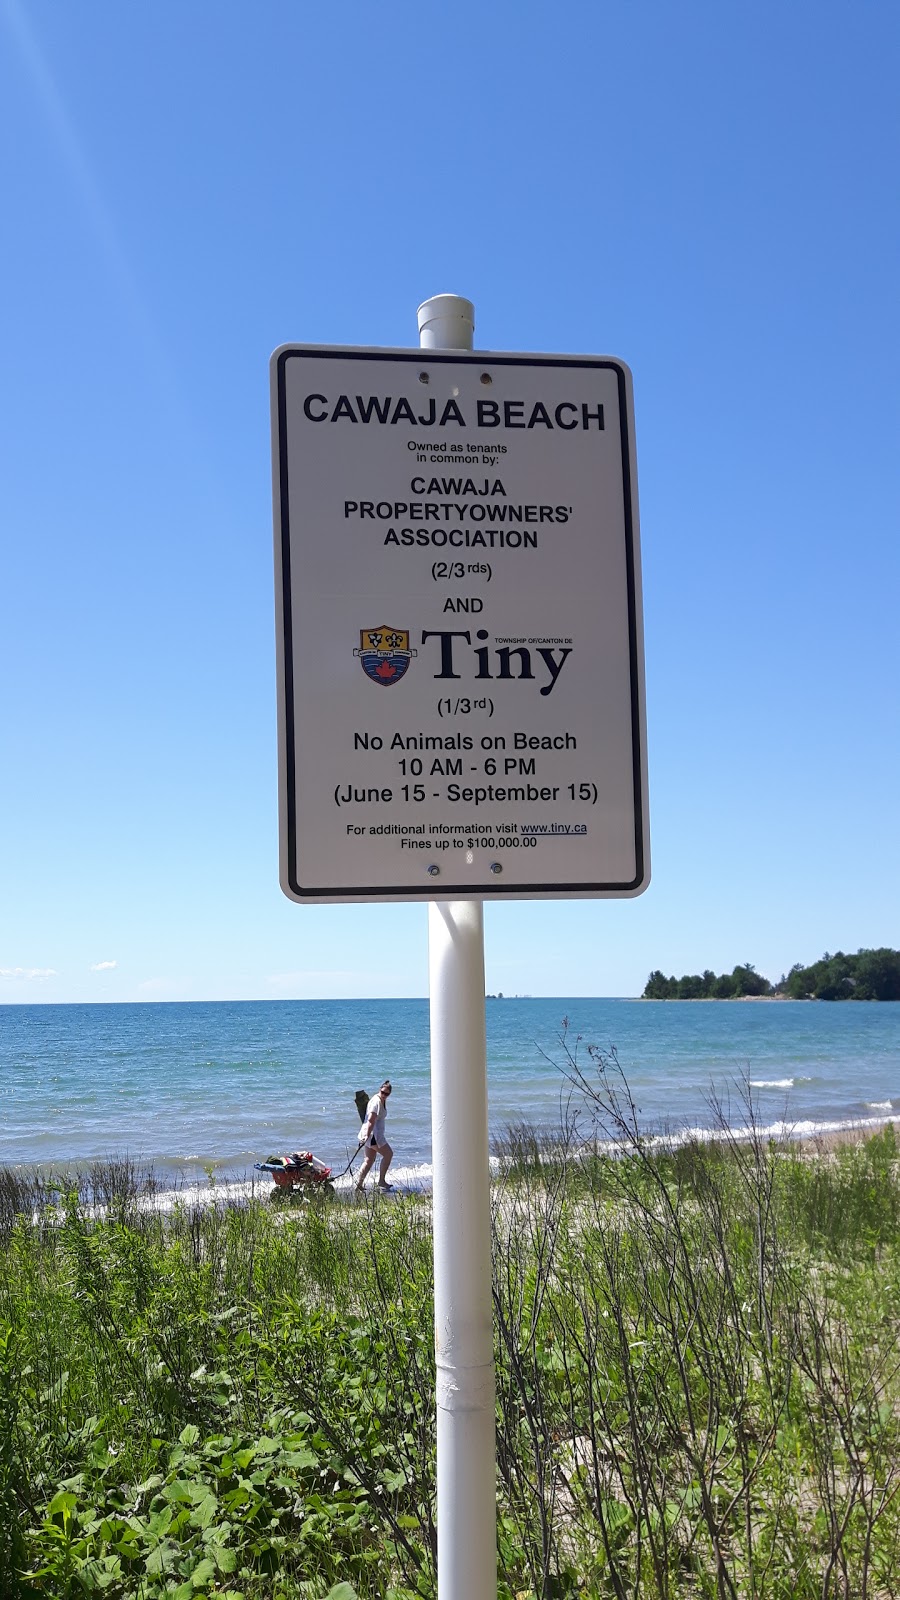 CAWAJA BEACH
Owned as tenants
in common by:
CAWAJA
PROPERTYOWNERS'
ASSOCIATION
(2/3rds)
AND
TOWNSHIP OF/CANTON DE
TINY
Tiny
(1/3rd)
No Animals on Beach
10 AM - 6 PM
(June 15 - September 15)
For additional information visit www.tiny.ca
Fines up to $100,000.00